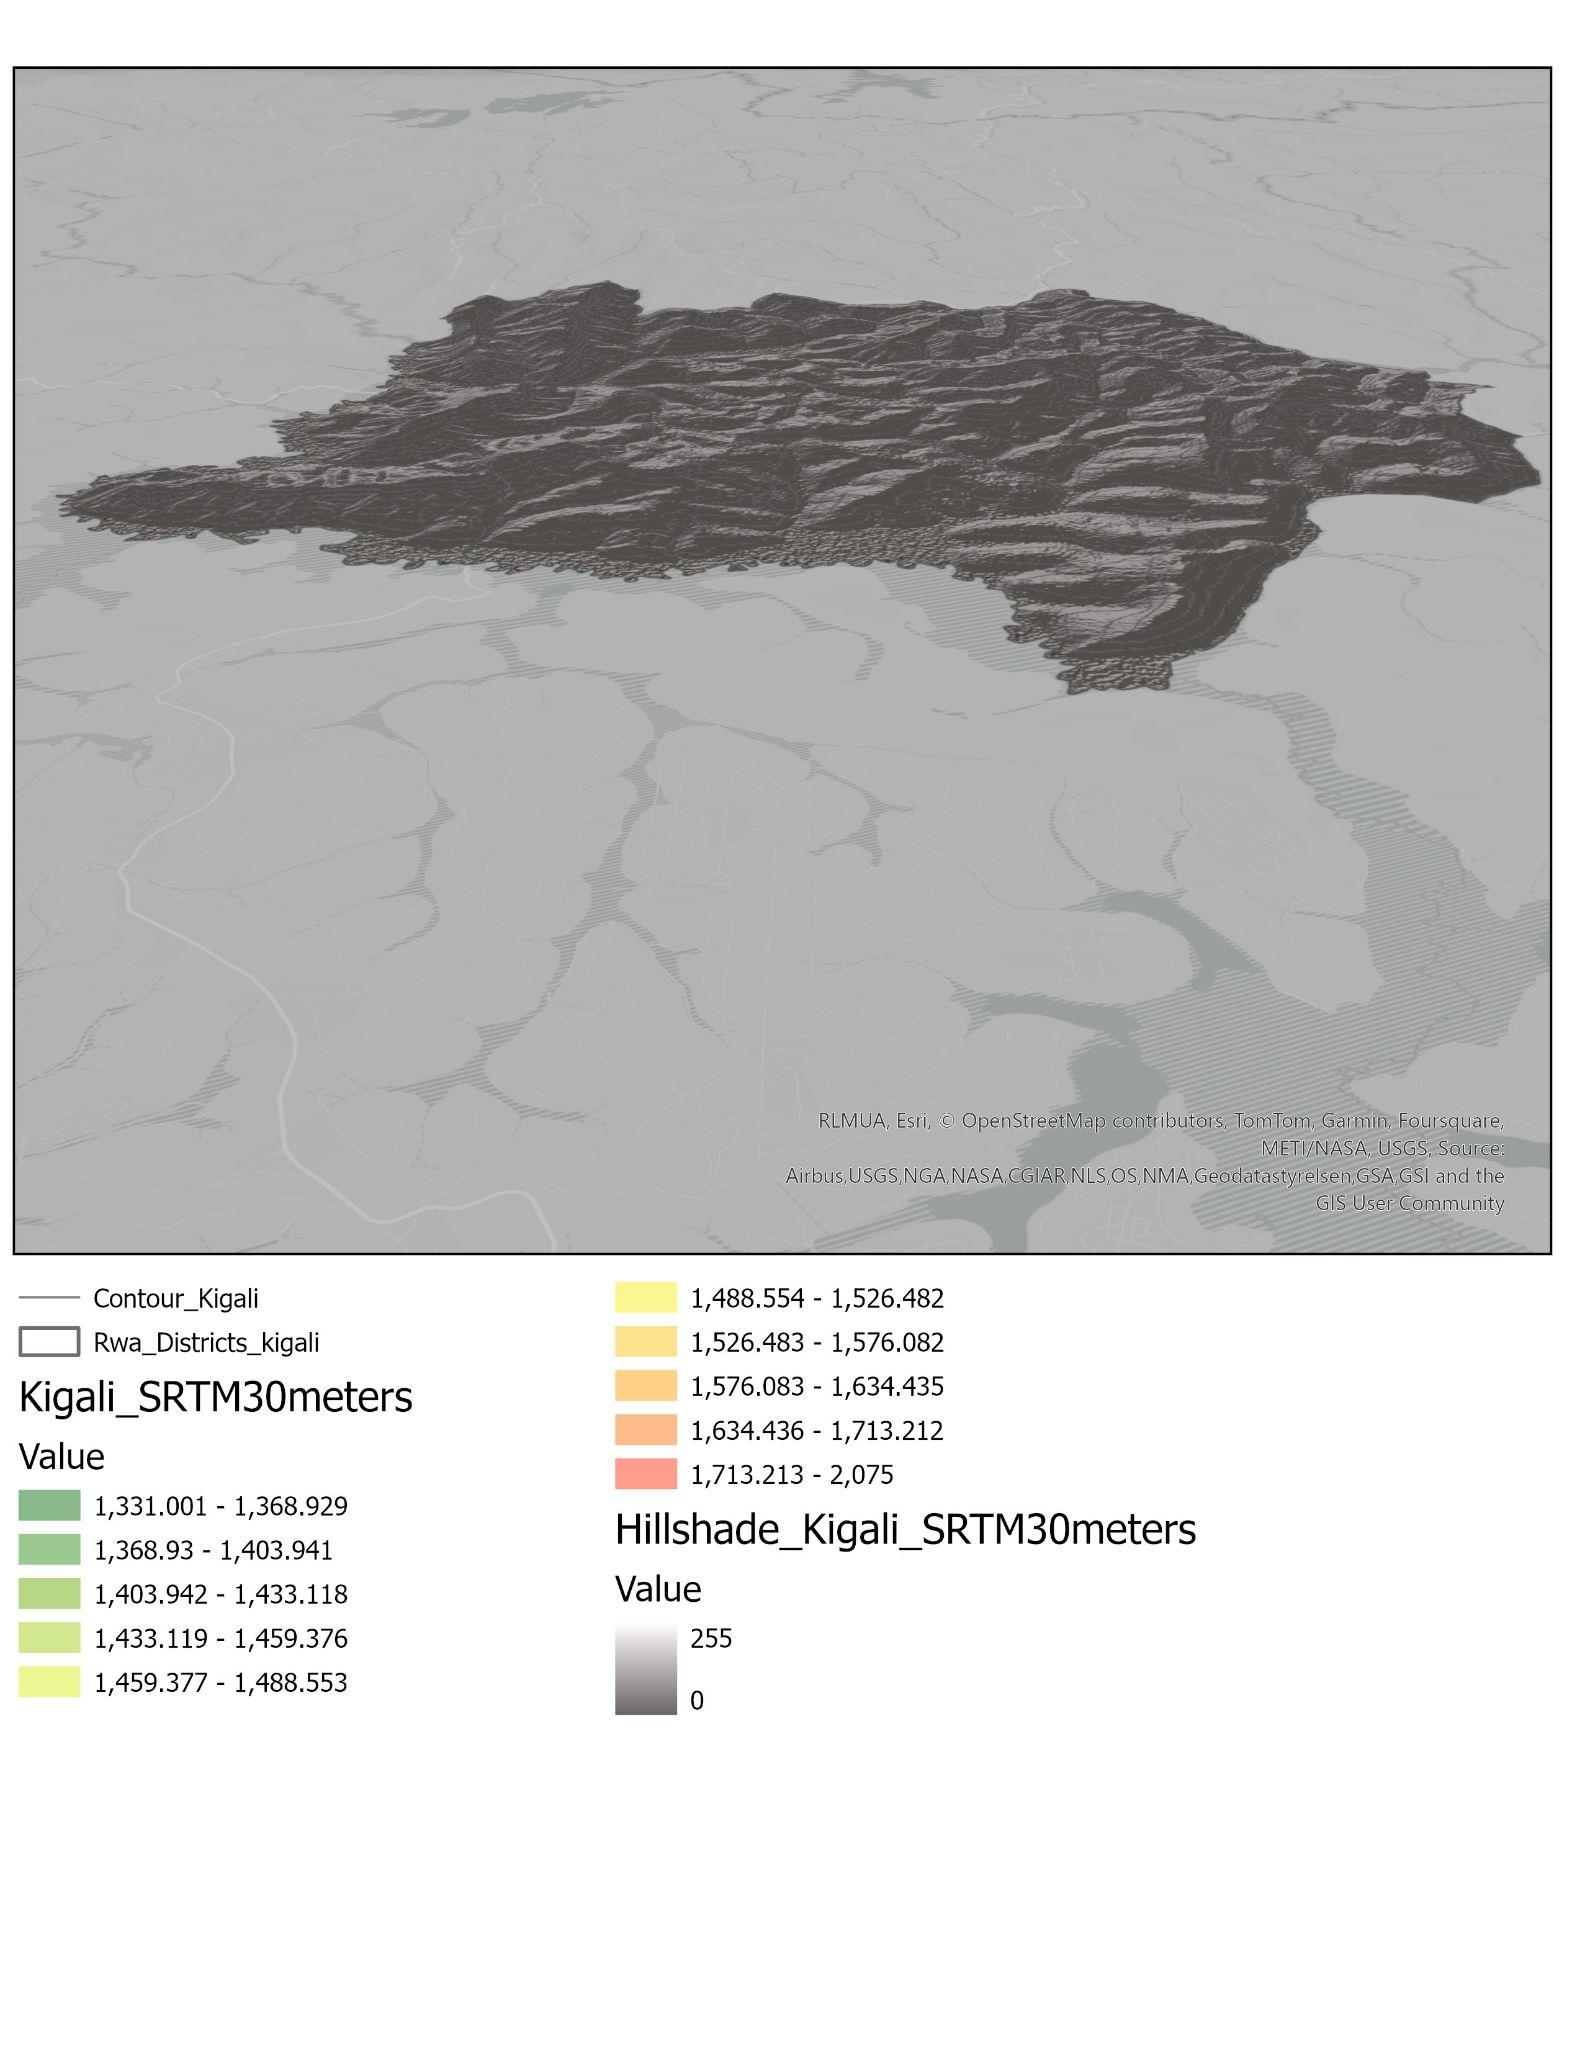 RLMUA, Esri, © OpenStreetMap contributors, TomTom, Garmin, Foursquare,
METI/NASA, USGS, Source:
Airbus,USGS,NGA,NASA,CGIAR,NLS,OS,NMA,Geodatastyrelsen,GSA,GSI and the
GIS User Community
Contour_Kigali
Rwa_Districts_kigali
Kigali_SRTM30meters
Value
1,331.001 - 1,368.929
1,368.93 - 1,403.941
1,403.942 - 1,433.118
1,433.119 - 1,459.376
1,459.377 - 1,488.553
1,488.554 - 1,526.482
1,526.483 - 1,576.082
1,576.083 - 1,634.435
1,634.436 - 1,713.212
1,713.213 - 2,075
Hillshade_Kigali_SRTM30meters
Value
255
0